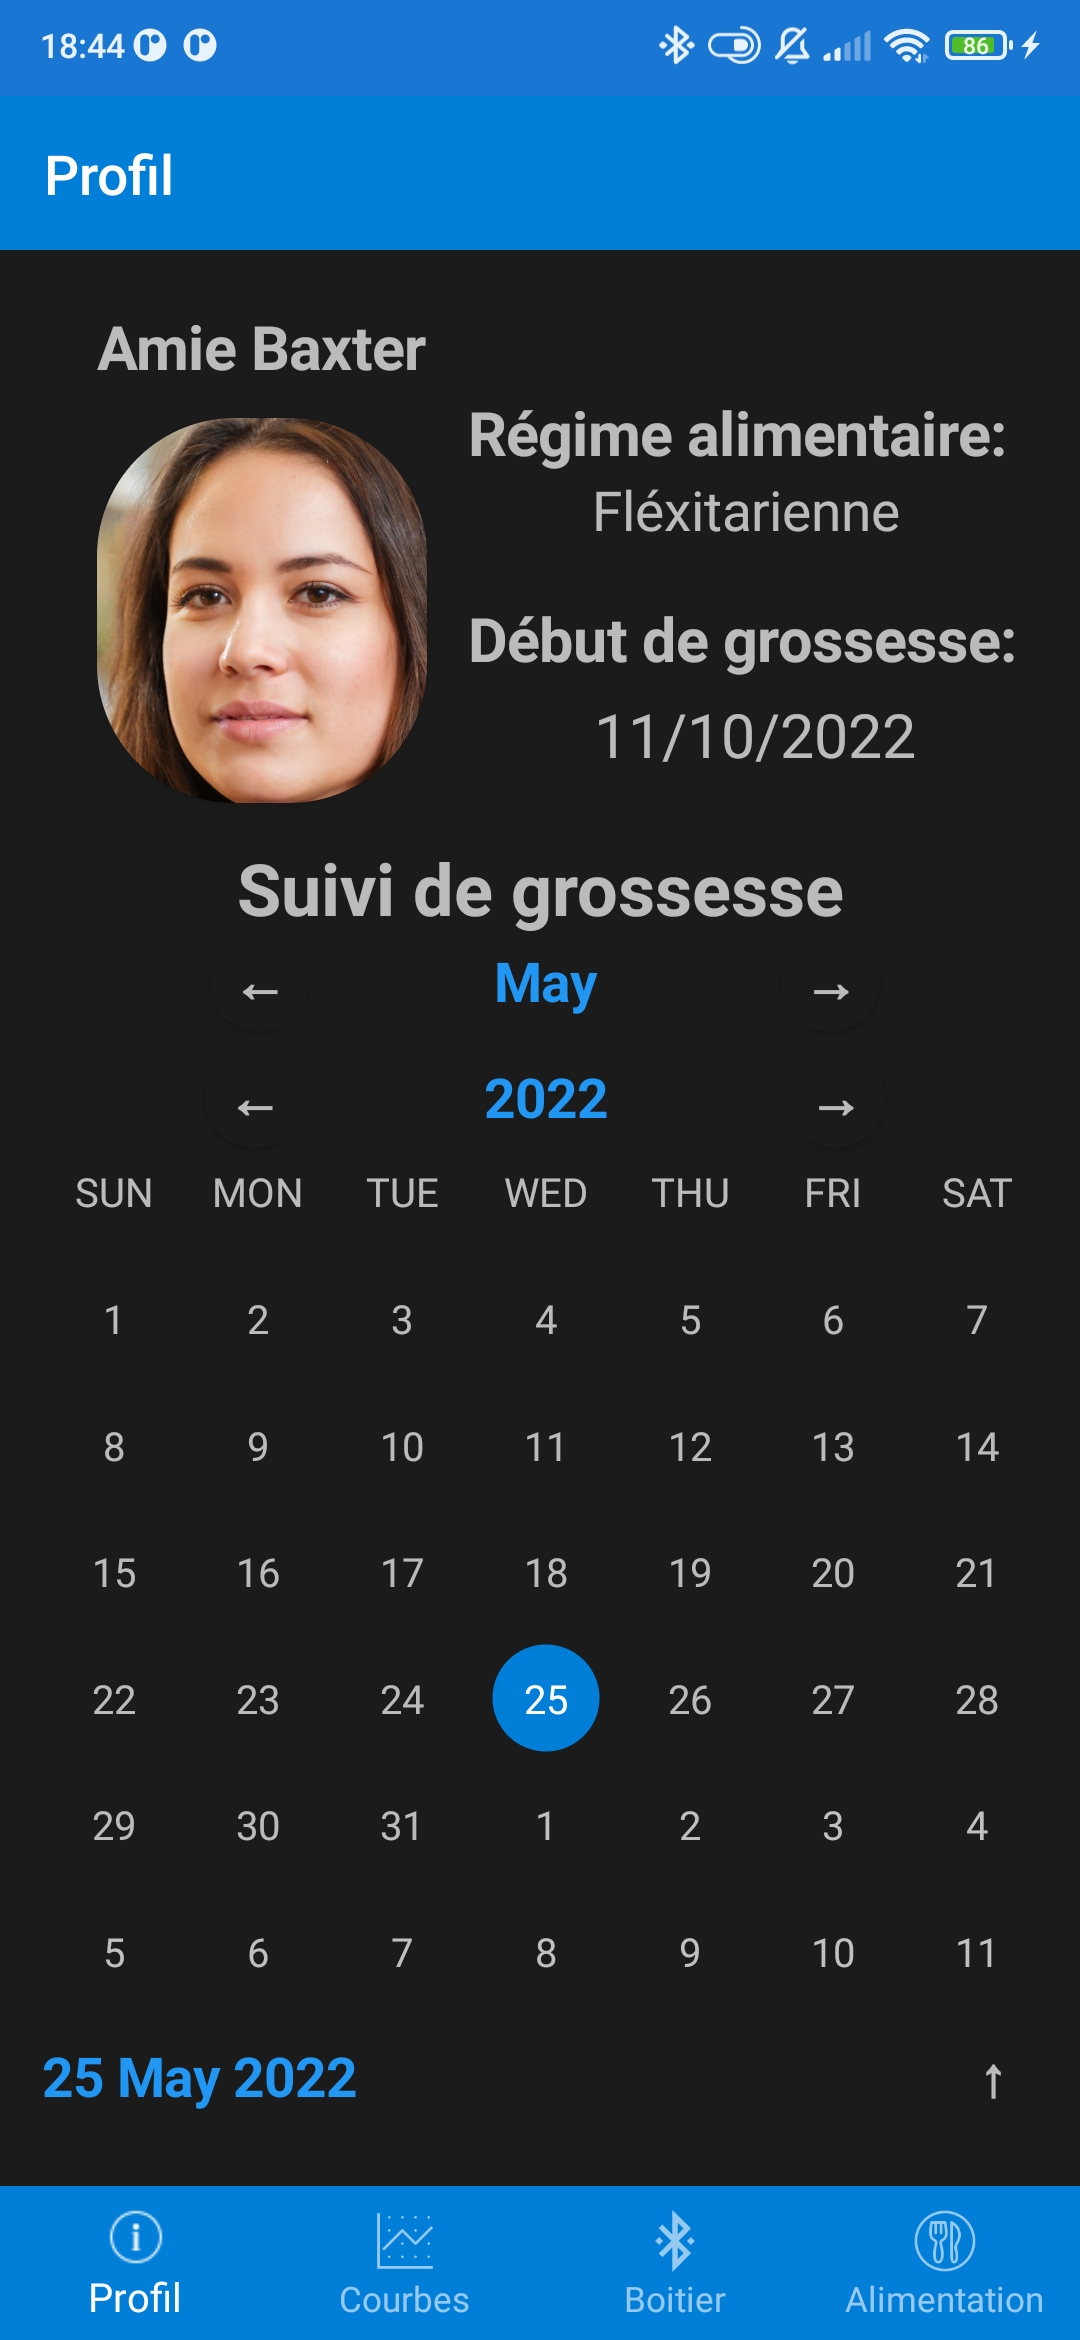 18:44
86
Profil
Amie Baxter
Régime alimentaire:
Fléxitarienne
Début de grossesse:
11/10/2022
Suivi de grossesse
← May →
← 2022 →
SUN MON TUE WED THU FRI SAT
1 2 3 4 5 6 7
8 9 10 11 12 13 14
15 16 17 18 19 20 21
22 23 24 25 26 27 28
29 30 31 1 2 3 4
5 6 7 8 9 10 11
25 May 2022 ↑
Profil Courbes Boitier Alimentation